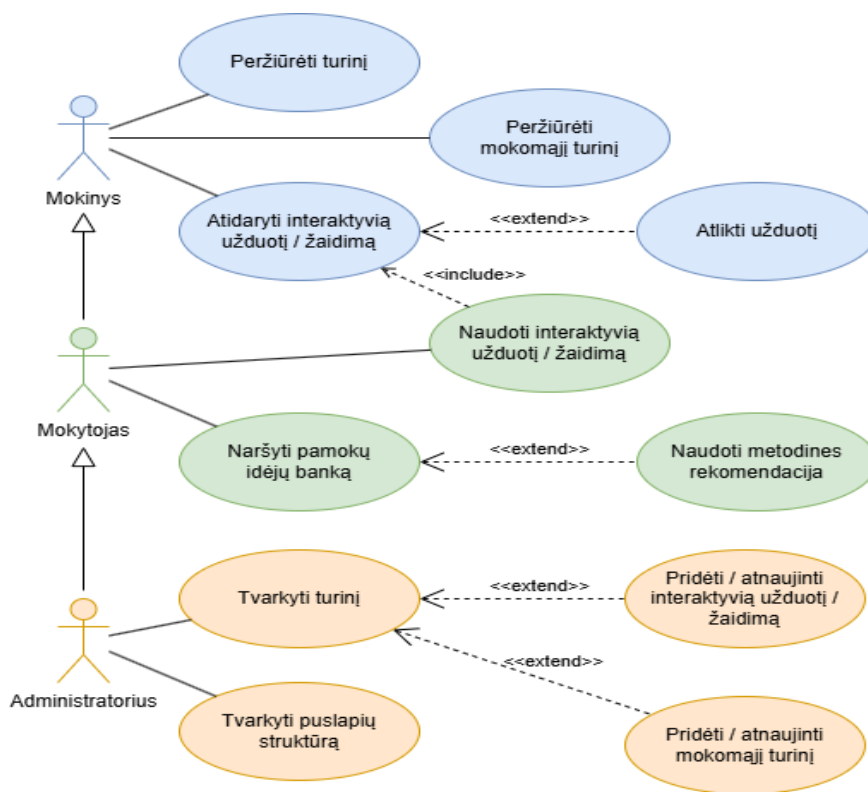 Peržiūrėti turinį
Peržiūrėti
mokomąjį turinį
Mokinys
Atidaryti interaktyvią
užduotį / žaidimą
<<extend>>
Atlikti užduotį
<<include>>
Naudoti interaktyvią
užduotį / žaidimą
Mokytojas
Naršyti pamokų
idėjų banką
<<extend>>
Naudoti metodines
rekomendacija
Tvarkyti turinį
<<extend>>
Pridėti / atnaujinti
interaktyvią užduotį /
žaidimą
<<extend>>
Administratorius
Tvarkyti puslapių
struktūrą
Pridėti / atnaujinti
mokomąjį turinį